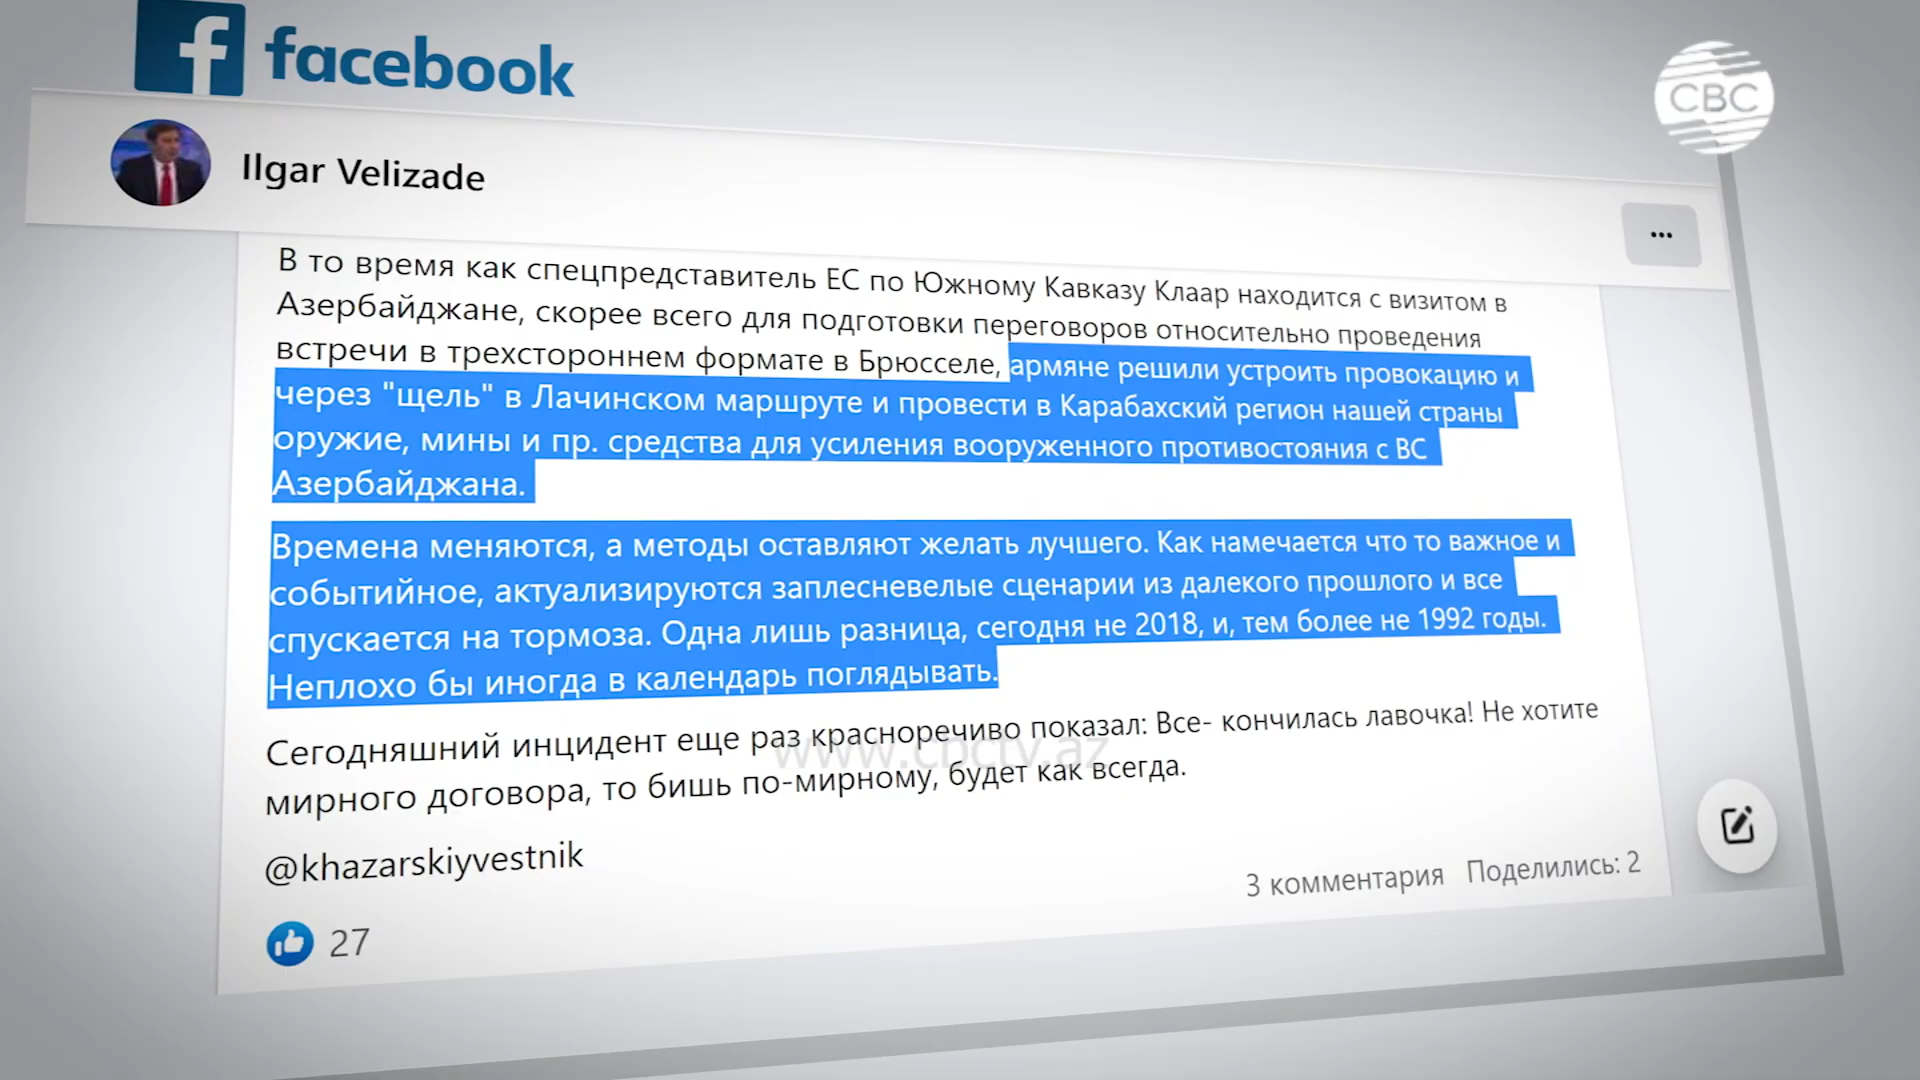 facebook
CBC
Ilgar Velizade
В то время как спецпредставитель ЕС по Южному Кавказу Клаар находится с визитом в
Азербайджане, скорее всего для подготовки переговоров относительно проведения
встречи в трехстороннем формате в Брюсселе, армяне решили устроить провокацию и
через "щель" в Лачинском маршруте и провести в Карабахский регион нашей страны
оружие, мины и пр. средства для усиления вооруженного противостояния с ВС
Азербайджана.
Времена меняются, а методы оставляют желать лучшего. Как намечается что то важное и
событийное, актуализируются заплесневелые сценарии из далекого прошлого и все
спускается на тормоза. Одна лишь разница, сегодня не 2018, и, тем более не 1992 годы.
Неплохо бы иногда в календарь поглядывать.
Сегодняшний инцидент еще раз красноречиво показал: Все- кончилась лавочка! Не хотите
мирного договора, то бишь по-мирному, будет как всегда.
www.cbctv.az
@khazarskiyvestnik
3 комментария Поделились: 2
27